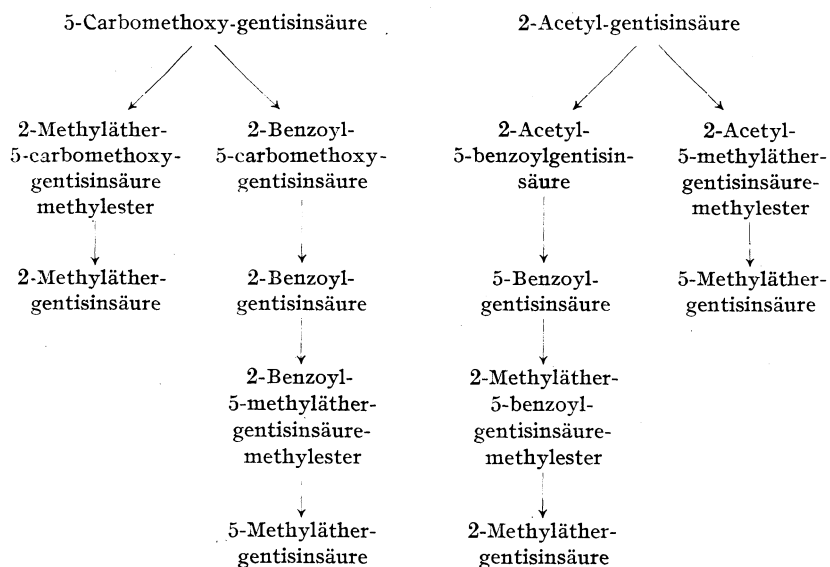 5-Carbomethoxy-gentisinsäure
2-Acetyl-gentisinsäure
2-Methyläther-
5-carbomethoxy-
gentisinsäure
methylester
2-Benzoyl-
5-carbomethoxy-
gentisinsäure
2-Acetyl-
5-benzoylgentisin-
säure
2-Acetyl-
5-methyläther-
gentisinsäure-
methylester
2-Methyläther-
gentisinsäure
2-Benzoyl-
gentisinsäure
5-Benzoyl-
gentisinsäure
5-Methyläther-
gentisinsäure
2-Benzoyl-
5-methyläther-
gentisinsäure-
methylester
2-Methyläther-
5-benzoyl-
gentisinsäure-
methylester
5-Methyläther-
gentisinsäure
2-Methyläther-
gentisinsäure